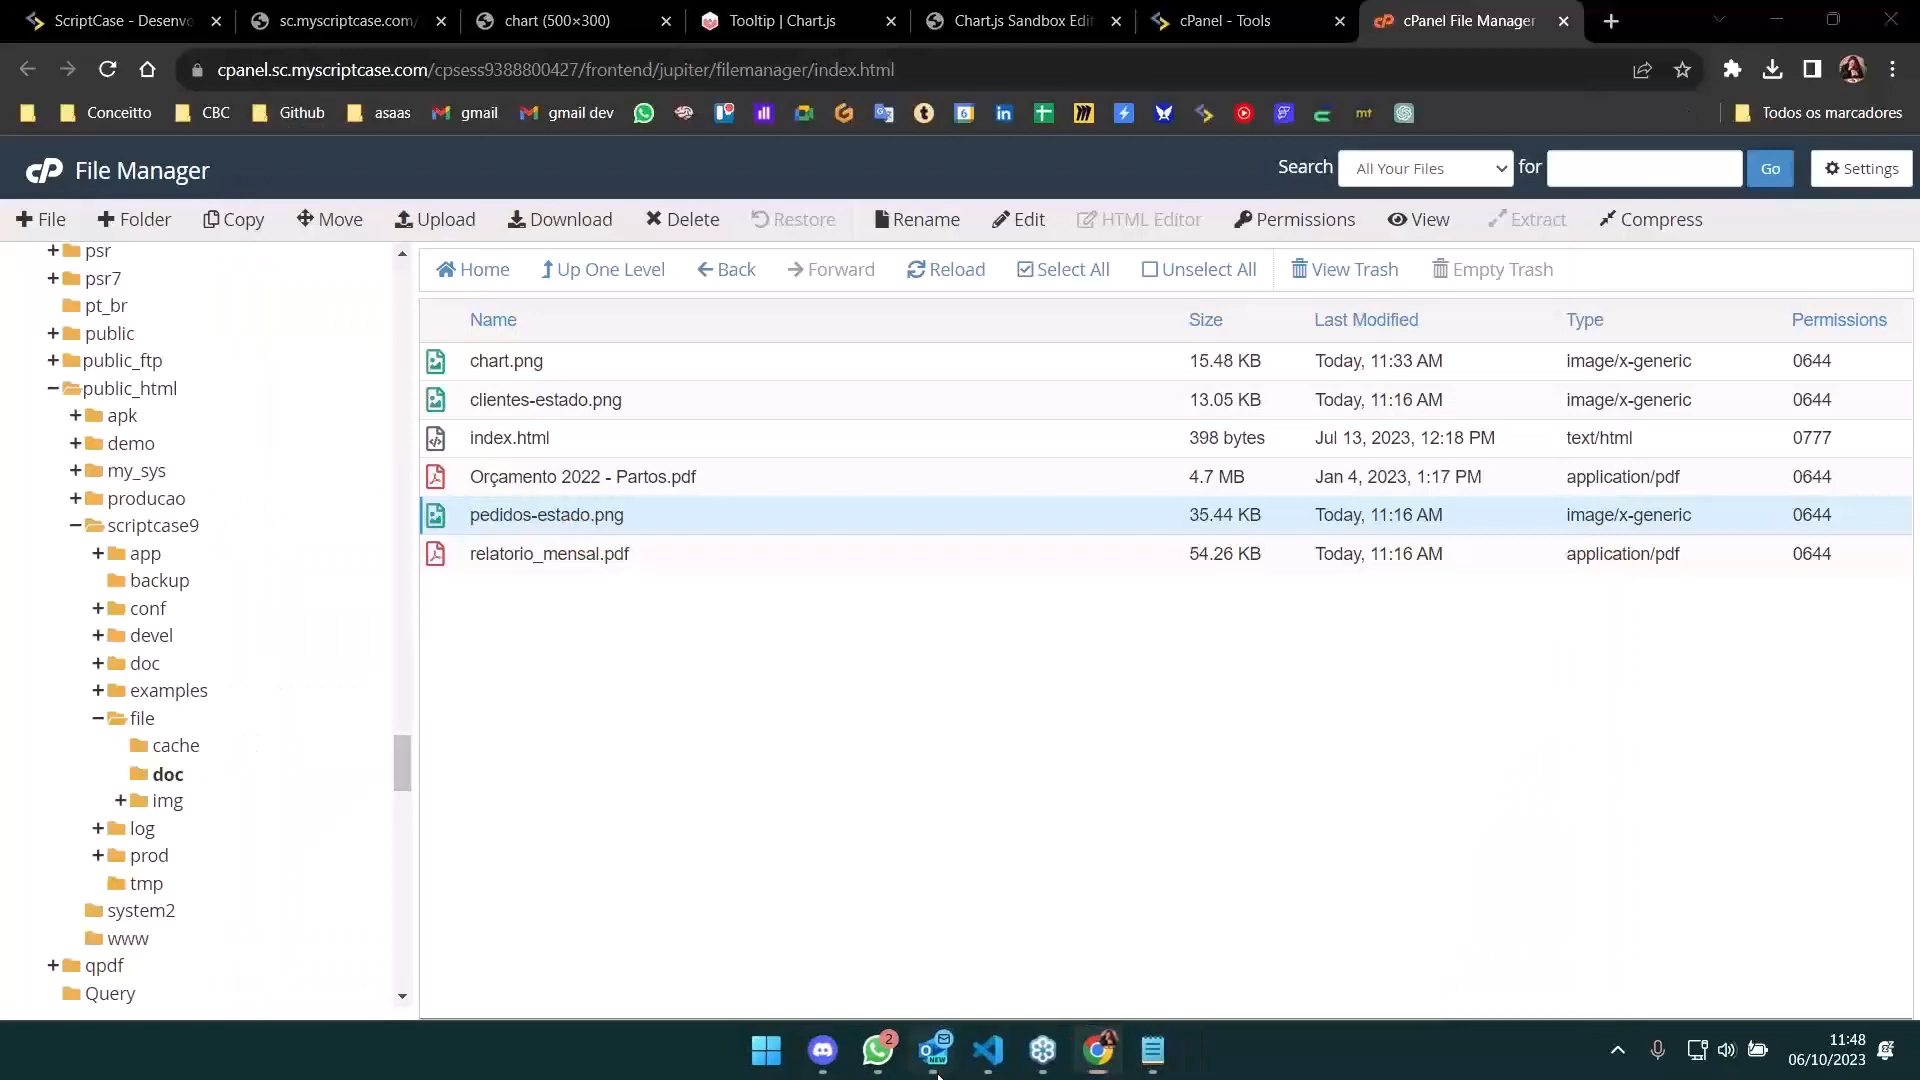 ScriptCase - Desenvo
sc.myscriptcase.com/
chart (500×300)
Tooltip | Chart.js
Chart.js Sandbox Edit
cPanel - Tools
cPanel File Manager
cpanel.sc.myscriptcase.com/cpsess9388800427/frontend/jupiter/filemanager/index.html
Conceitto
CBC
Github
asaas
gmail
gmail dev
Todos os marcadores
cP File Manager
Search
All Your Files
for
Go
Settings
File
Folder
Copy
Move
Upload
Download
Delete
Restore
Rename
Edit
HTML Editor
Permissions
View
Extract
Compress
psr
psr7
pt_br
public
public_ftp
public_html
apk
demo
my_sys
producao
scriptcase9
app
backup
conf
devel
doc
examples
file
cache
doc
img
log
prod
tmp
system2
www
qpdf
Query
Home
Up One Level
Back
Forward
Reload
Select All
Unselect All
View Trash
Empty Trash
Name Size Last Modified Type Permissions
chart.png 15.48 KB Today, 11:33 AM image/x-generic 0644
clientes-estado.png 13.05 KB Today, 11:16 AM image/x-generic 0644
index.html 398 bytes Jul 13, 2023, 12:18 PM text/html 0777
Orçamento 2022 - Partos.pdf 4.7 MB Jan 4, 2023, 1:17 PM application/pdf 0644
pedidos-estado.png 35.44 KB Today, 11:16 AM image/x-generic 0644
relatorio_mensal.pdf 54.26 KB Today, 11:16 AM application/pdf 0644
2
NEW
11:48
06/10/2023